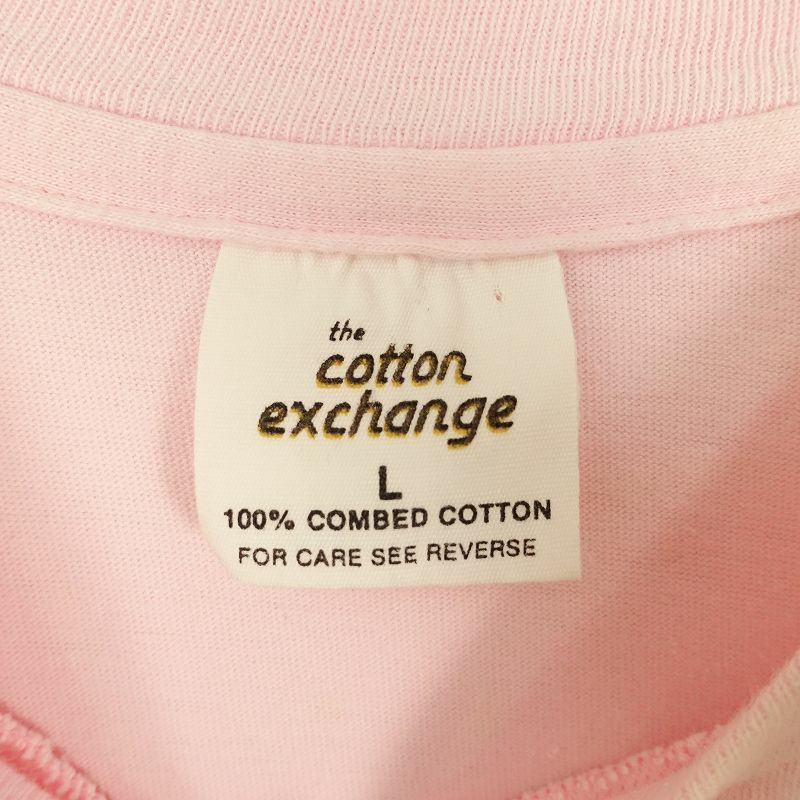 the
cotton
exchange
L
100% COMBED COTTON
FOR CARE SEE REVERSE